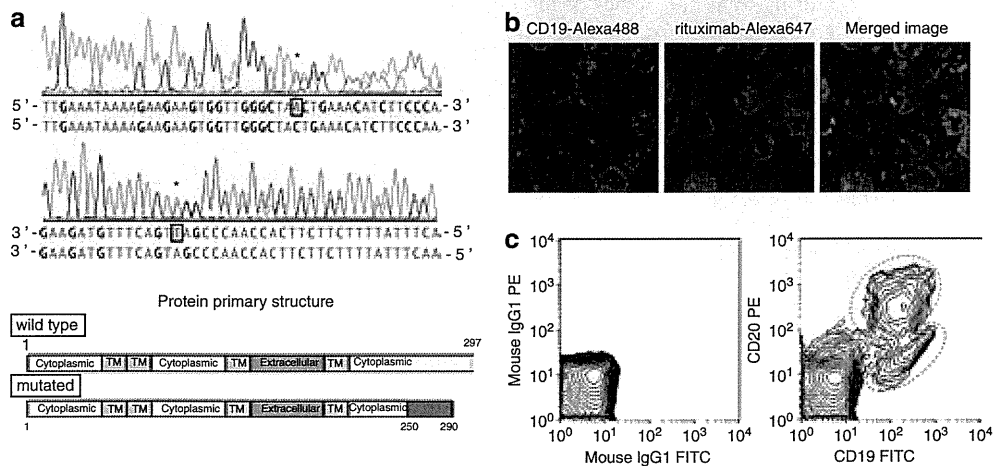 a
*
5'-TTGAAATAAAAGAAGAAGTGGTTGGGCTAACTGAAACATCTTCCCA-3'
5'-TTGAAATAAAAGAAGAAGTGGTTGGGCTACTGAAACATCTTCCCAA-3'
*
3'-GAAGATGTTTCAGTTAGCCCAACCACTTCTTCTTTTATTTCA-5'
3'-GAAGATGTTTCAGTAGCCCAACCACTTCTTCTTTTATTTCAA-5'
Protein primary structure
wild type
1 297
Cytoplasmic TM TM Cytoplasmic TM Extracellular TM Cytoplasmic
mutated
Cytoplasmic TM TM Cytoplasmic TM Extracellular TM Cytoplasmic
1 250 290
b
CD19-Alexa488 rituximab-Alexa647 Merged image
c
Mouse IgG1 PE
10⁴
10³
10²
10¹
10⁰
10⁰ 10¹ 10² 10³ 10⁴
Mouse IgG1 FITC
CD20 PE
10⁴
10³
10²
10¹
10⁰
10⁰ 10¹ 10² 10³ 10⁴
CD19 FITC